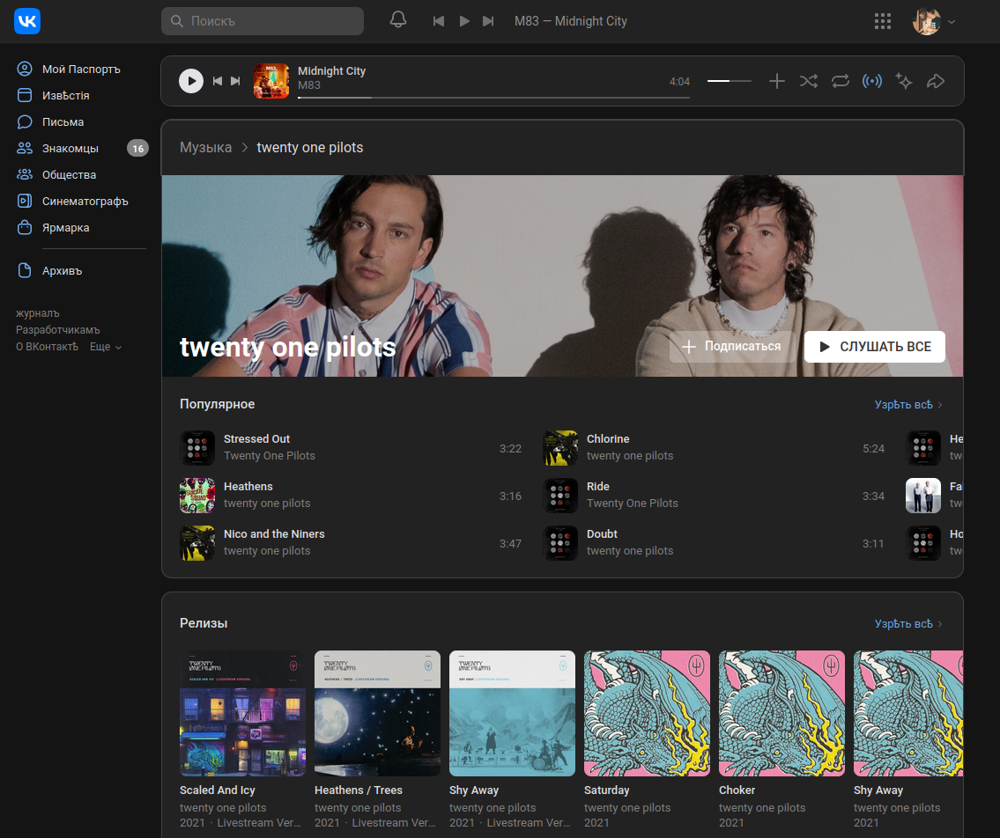 Поискъ
M83 — Midnight City
Мой Паспортъ
Извѣстія
Письма
Знакомцы 16
Общества
Синематографъ
Ярмарка
Архивъ
журналъ
Разработчикамъ
О ВКонтактѣ Еще
Midnight City
M83
4:04
Музыка twenty one pilots
twenty one pilots
Подписаться
СЛУШАТЬ ВСЕ
Популярное
Узрѣть всѣ
Stressed Out
Twenty One Pilots
3:22
Chlorine
twenty one pilots
5:24
He
tw
Heathens
twenty one pilots
3:16
Ride
Twenty One Pilots
3:34
Fal
tw
Nico and the Niners
twenty one pilots
3:47
Doubt
twenty one pilots
3:11
Ho
tw
Релизы
Узрѣть всѣ
TWENTY ONE PILOTS
SCALED AND ICY (LIVESTREAM VERSION)
TWENTY ONE PILOTS
HEATHENS / TREES (LIVESTREAM VERSION)
TWENTY ONE PILOTS
SHY AWAY (LIVESTREAM VERSION)
Scaled And Icy
twenty one pilots
2021 · Livestream Ver...
Heathens / Trees
twenty one pilots
2021 · Livestream Ver...
Shy Away
twenty one pilots
2021 · Livestream Ver...
Saturday
twenty one pilots
2021
Choker
twenty one pilots
2021
Shy Away
twenty one pilots
2021